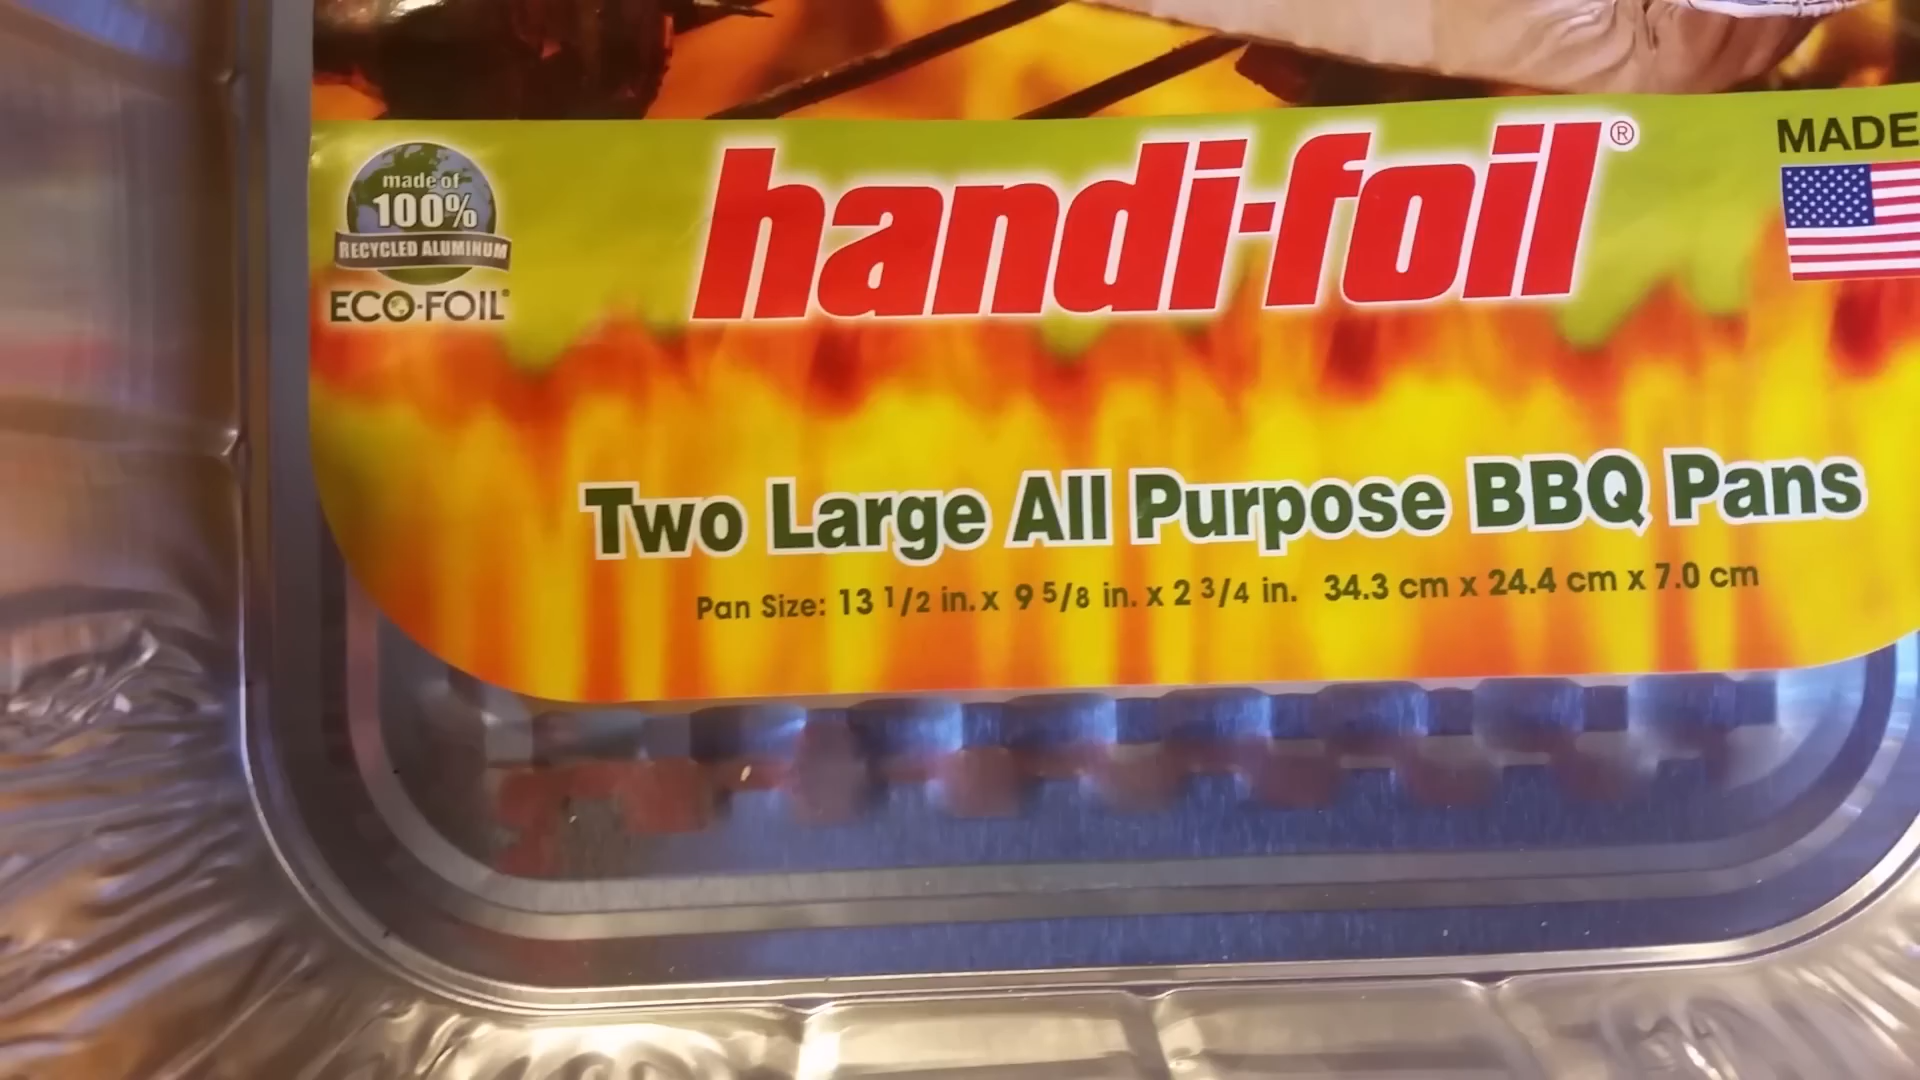 made of
100%
RECYCLED ALUMINUM
ECO-FOIL®
handi-foil®
MADE
Two Large All Purpose BBQ Pans
Pan Size: 13 1/2 in. x 9 5/8 in. x 2 3/4 in. 34.3 cm x 24.4 cm x 7.0 cm